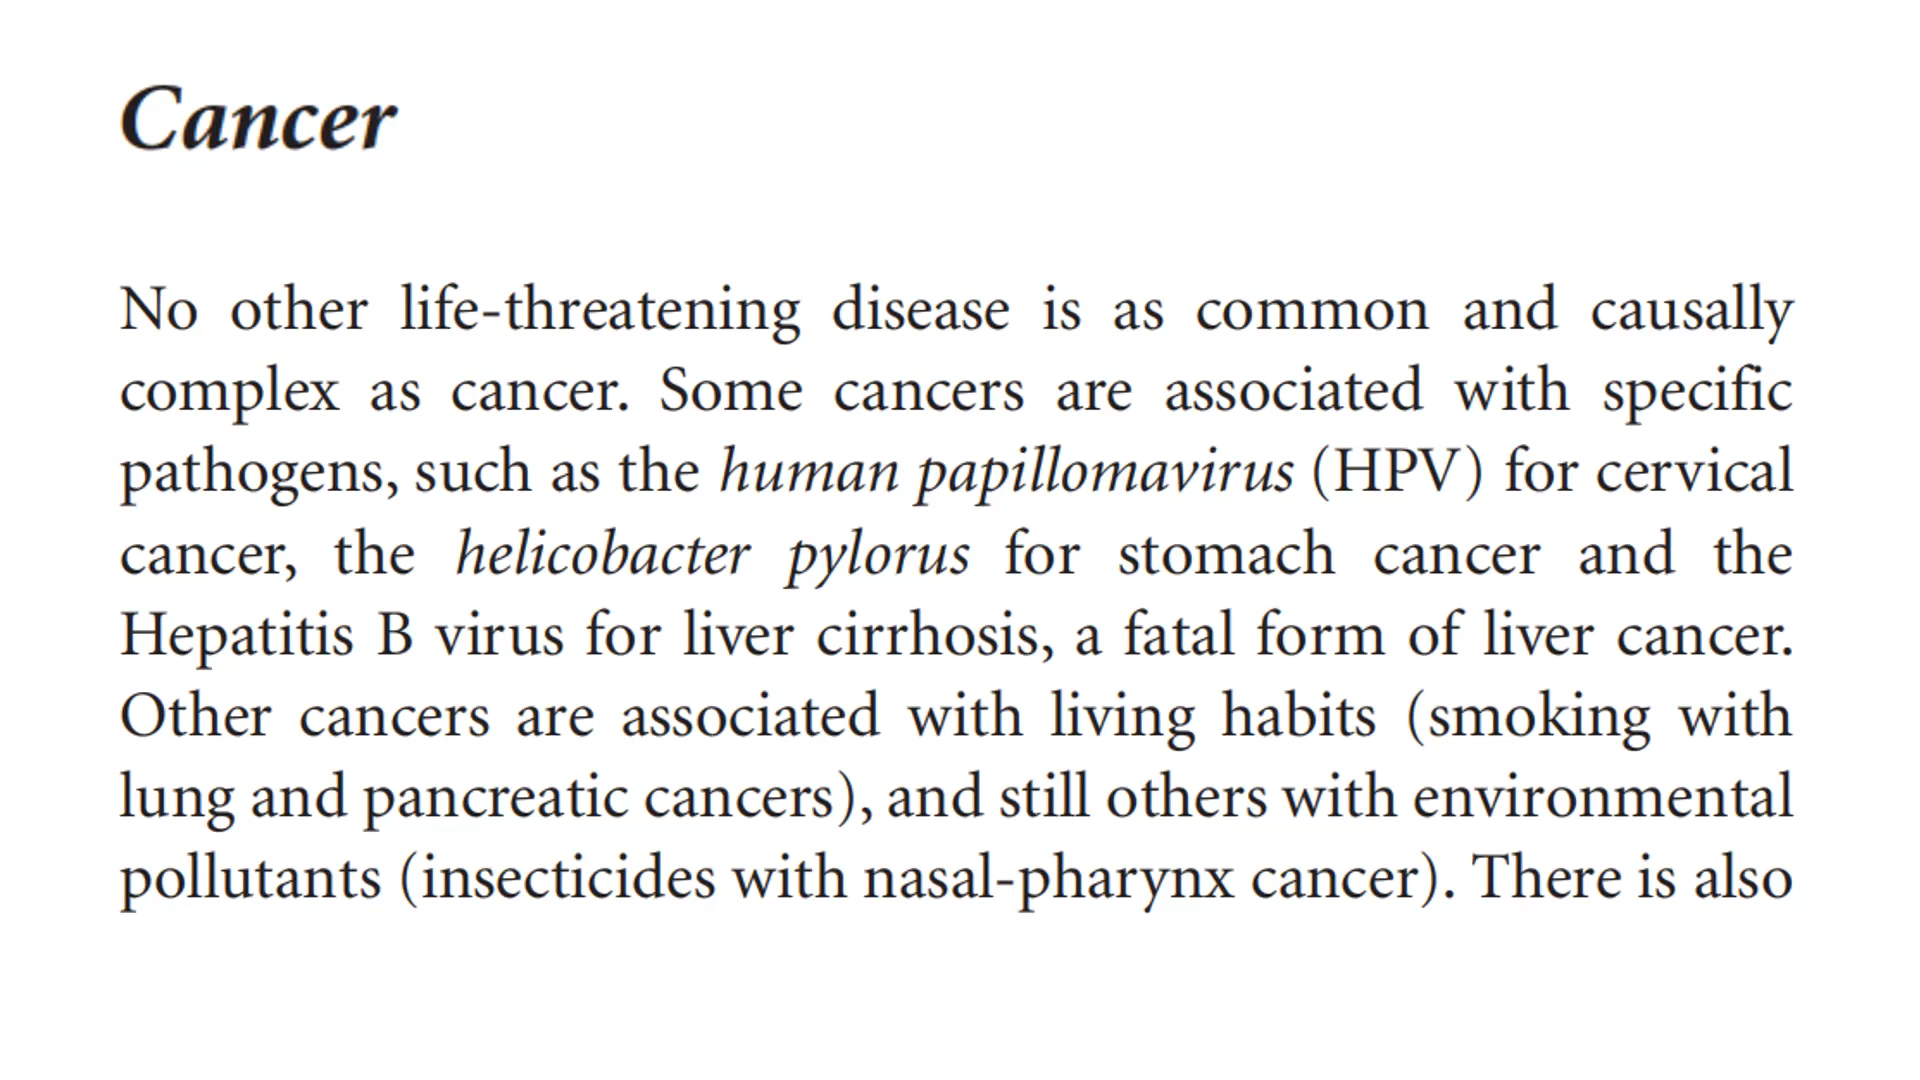 Cancer
No other life-threatening disease is as common and causally
complex as cancer. Some cancers are associated with specific
pathogens, such as the human papillomavirus (HPV) for cervical
cancer, the helicobacter pylorus for stomach cancer and the
Hepatitis B virus for liver cirrhosis, a fatal form of liver cancer.
Other cancers are associated with living habits (smoking with
lung and pancreatic cancers), and still others with environmental
pollutants (insecticides with nasal-pharynx cancer). There is also